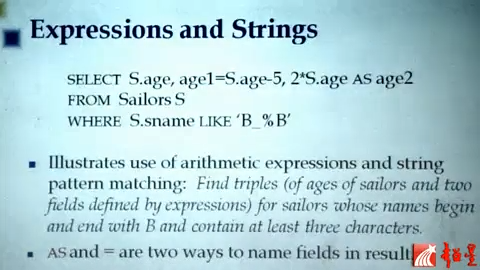 Expressions and Strings
SELECT S.age, age1=S.age-5, 2*S.age AS age2
FROM Sailors S
WHERE S.sname LIKE ‘B_%B’
Illustrates use of arithmetic expressions and string
pattern matching: Find triples (of ages of sailors and two
fields defined by expressions) for sailors whose names begin
and end with B and contain at least three characters.
AS and = are two ways to name fields in result